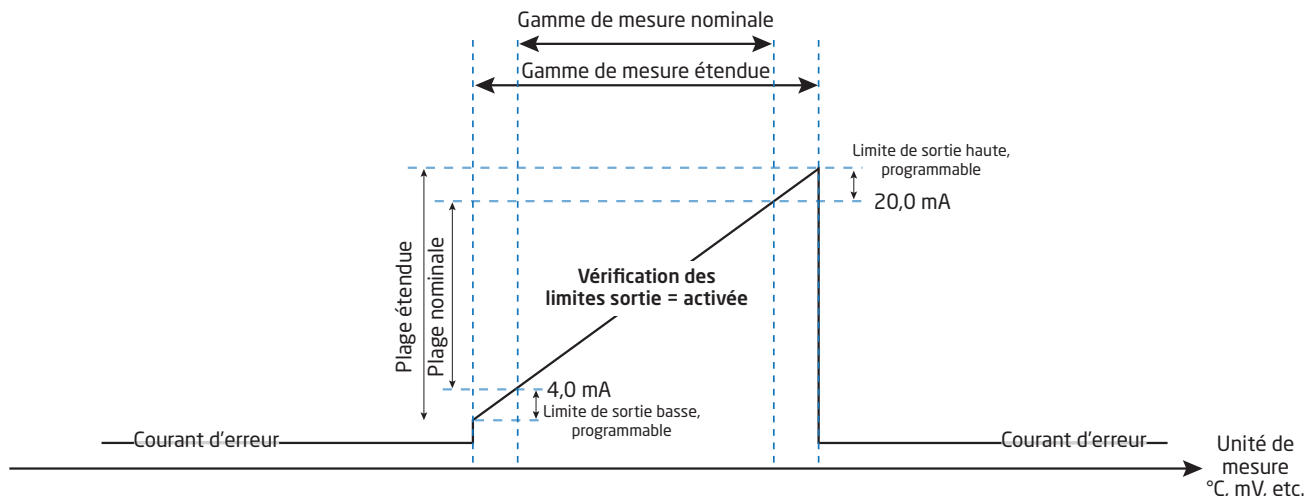 Gamme de mesure nominale
Gamme de mesure étendue
Limite de sortie haute,
programmable
20,0 mA
Plage étendue
Plage nominale
Vérification des
limites sortie = activée
4,0 mA
Limite de sortie basse,
programmable
Courant d'erreur
Courant d'erreur
Unité de
mesure
°C, mV, etc.